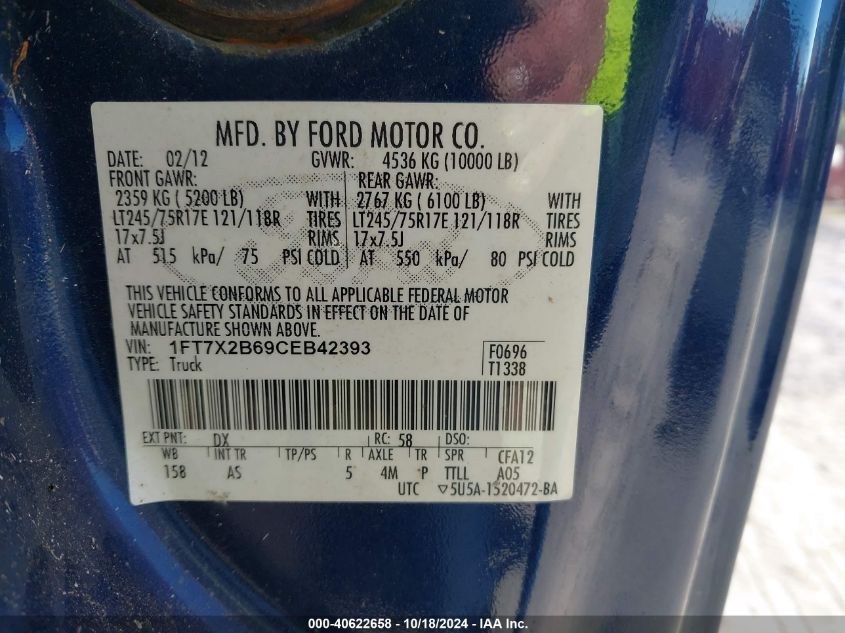 MFD. BY FORD MOTOR CO.
DATE: 02/12 GVWR: 4536 KG (10000 LB)
FRONT GAWR: REAR GAWR:
2359 KG ( 5200 LB) WITH 2767 KG ( 6100 LB) WITH
LT245/75R17E 121/118R TIRES LT245/75R17E 121/118R TIRES
17x7.5J RIMS 17x7.5J RIMS
AT 515 kPa/ 75 PSI COLD AT 550 kPa/ 80 PSI COLD
THIS VEHICLE CONFORMS TO ALL APPLICABLE FEDERAL MOTOR
VEHICLE SAFETY STANDARDS IN EFFECT ON THE DATE OF
MANUFACTURE SHOWN ABOVE.
VIN: 1FT7X2B69CEB42393 F0696
TYPE: Truck T1338
EXT PNT: DX RC: 58 DSO:
WB INT TR TP/PS R AXLE TR SPR CFA12
158 AS 5 4M P TTLL A05
UTC ▽5U5A-1520472-BA
000-40622658 - 10/18/2024 - IAA Inc.